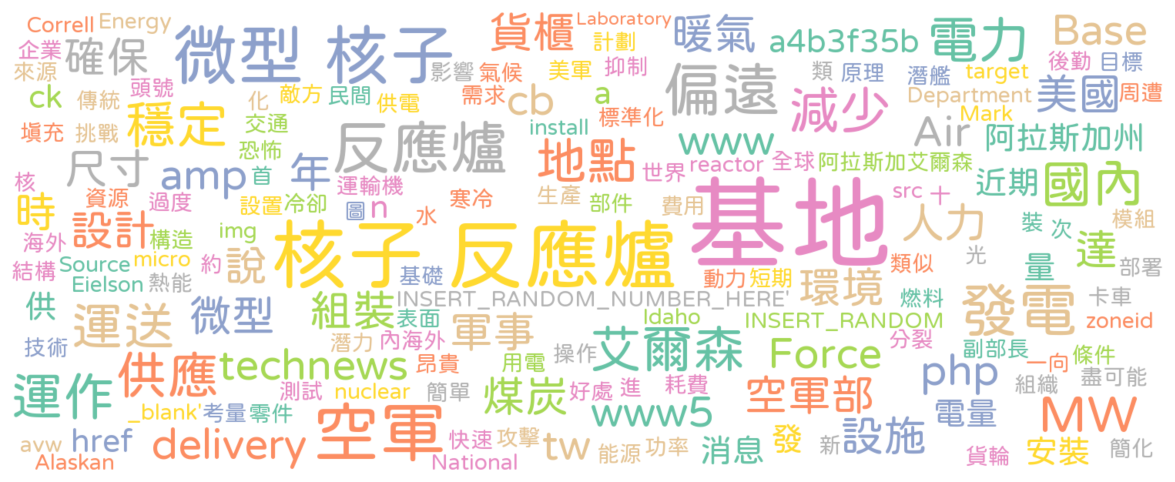 Correll Energy 微型 核子 貨櫃 Laboratory 暖氣 a4b3f35b 電力 Base
企業 確保 影響 氣候 計劃 類 原理 潛艦 target 後勤 目標
來源 頭號 美軍 抑制 偏遠 減少 Department 美國 周遭
ck 傳統 化 敵方 民間 供電 需求 cb a 標準化 Mark
填充 挑戰 穩定 交通 反應爐 install www Air 阿拉斯加州
恐怖 地點 世界 reactor 全球 阿拉斯加艾爾森
尺寸 首 amp 年 運輸機 近期 國內
核 資源 過度 設置 冷卻 圖 n 水 寒冷 生產 部件 費用 基地 src 十
時 設計 構造 img 核子 反應爐 人力 裝 次 模組
海外 micro 說 光 達
結構 Source 約 基礎 動力 短期 環境 類似 量 部署
Eielson 熱能
供 運送 微型 組裝 INSERT_RANDOM_NUMBER_HERE' 燃料 發電 卡車
表面 軍事 Idaho INSERT_RANDOM zoneid
技術 潛力 內海外 艾爾森 分裂 副部長 一向 條件
供應 technews 昂貴 用電 操作 Force php 組織 盡可能
運作 測試 nuclear 簡單 煤炭 好處 進 耗費 空軍部
_blank' 考量 零件 空軍 www5 電量 MW
avw href delivery 快速 攻擊 tw 能源 功率 消息 發 新 設施 安裝 簡化
Alaskan National 貨輪